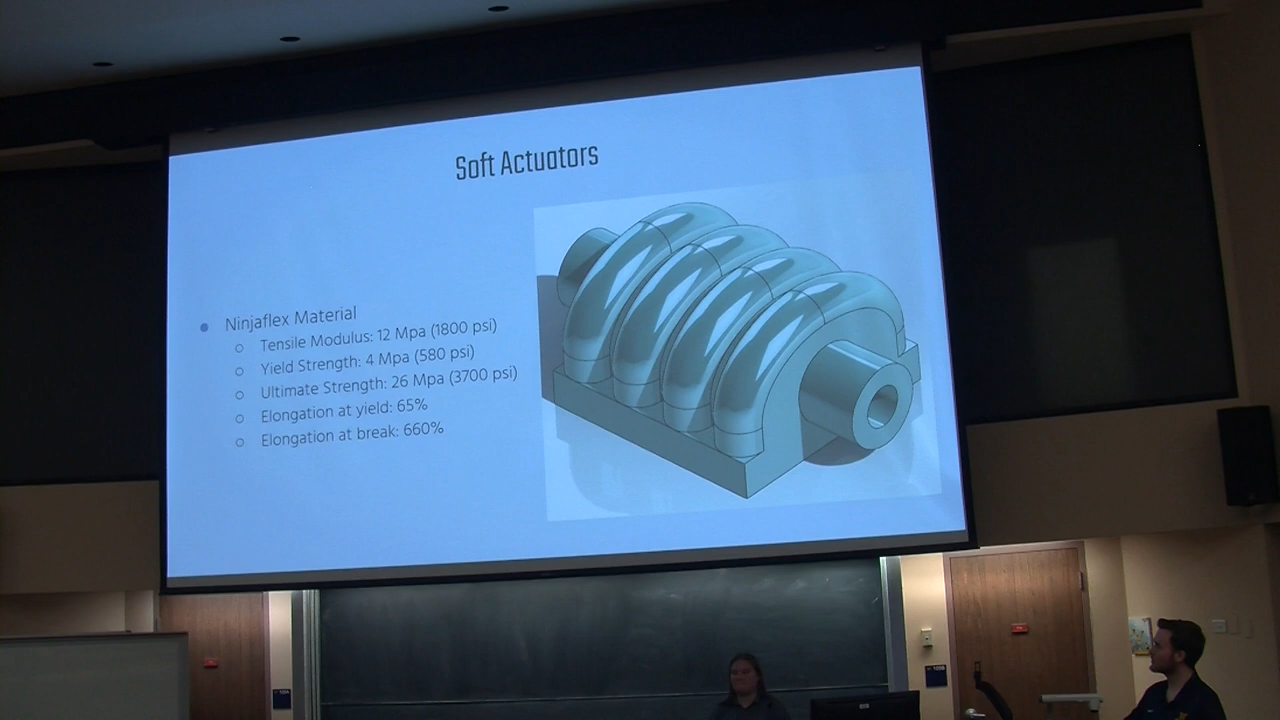 Soft Actuators
Ninjaflex Material
Tensile Modulus: 12 Mpa (1800 psi)
Yield Strength: 4 Mpa (580 psi)
Ultimate Strength: 26 Mpa (3700 psi)
Elongation at yield: 65%
Elongation at break: 660%